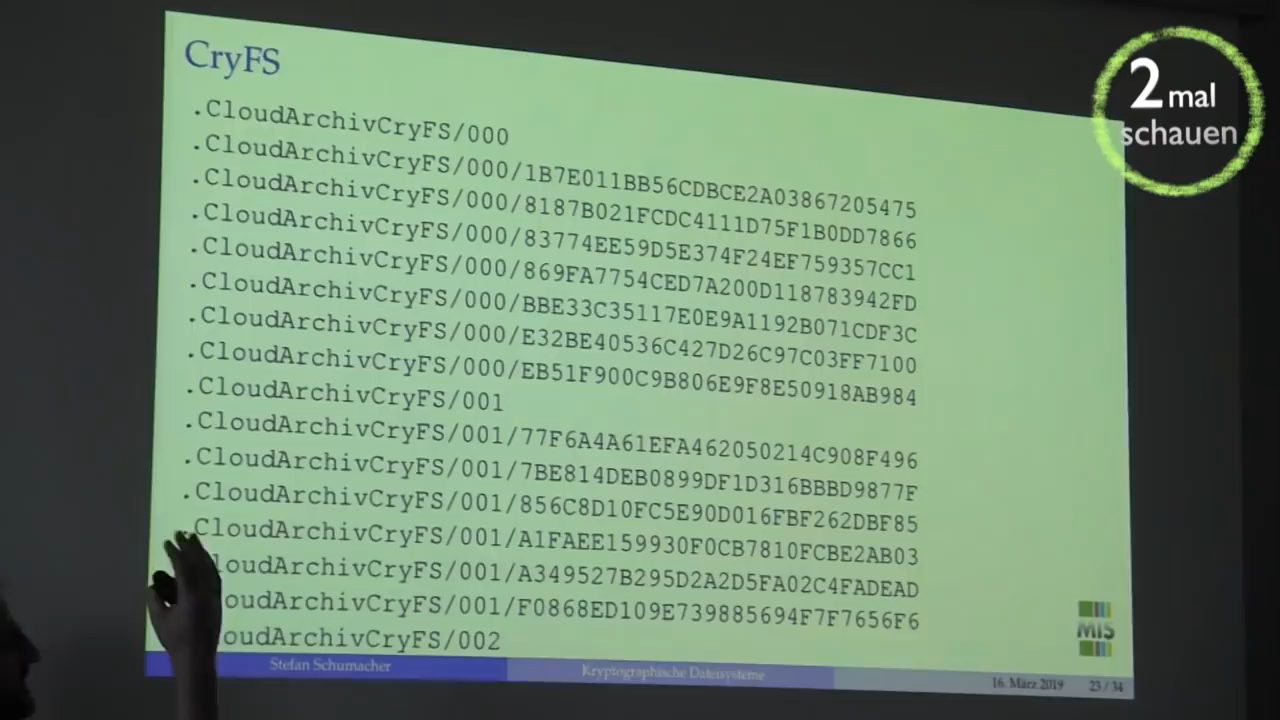 CryFS
.CloudArchivCryFS/000
.CloudArchivCryFS/000/1B7E011BB56CDBCE2A03867205475
.CloudArchivCryFS/000/8187B021FCDC4111D75F1B0DD7866
.CloudArchivCryFS/000/83774EE59D5E374F24EF759357CC1
.CloudArchivCryFS/000/869FA7754CED7A200D118783942FD
.CloudArchivCryFS/000/BBE33C35117E0E9A1192B071CDF3C
.CloudArchivCryFS/000/E32BE40536C427D26C97C03FF7100
.CloudArchivCryFS/000/EB51F900C9B806E9F8E50918AB984
.CloudArchivCryFS/001
.CloudArchivCryFS/001/77F6A4A61EFA462050214C908F496
.CloudArchivCryFS/001/7BE814DEB0899DF1D316BBBD9877F
.CloudArchivCryFS/001/856C8D10FC5E90D016FBF262DBF85
.CloudArchivCryFS/001/A1FAEE159930F0CB7810FCBE2AB03
loudArchivCryFS/001/A349527B295D2A2D5FA02C4FADEAD
oudArchivCryFS/001/F0868ED109E739885694F7F7656F6
loudArchivCryFS/002
MIS
Stefan Schumacher
Kryptographische Dateisysteme
16. März 2019
23 / 34
2 mal
schauen